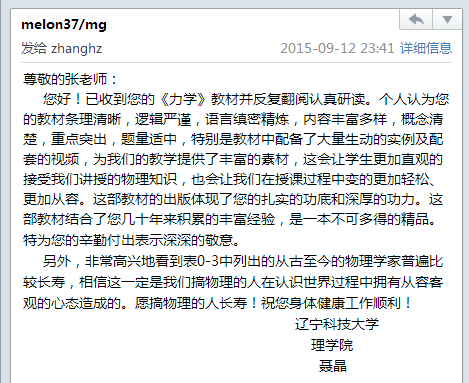 melon37/mg
发给 zhanghz 2015-09-12 23:41 详细信息
尊敬的张老师：
您好！已收到您的《力学》教材并反复翻阅认真研读。个人认为您
的教材条理清晰，逻辑严谨，语言缜密精炼，内容丰富多样，概念清
楚，重点突出，题量适中，特别是教材中配备了大量生动的实例及配
套的视频，为我们的教学提供了丰富的素材，这会让学生更加直观的
接受我们讲授的物理知识，也会让我们在授课过程中变的更加轻松、
更加从容。这部教材的出版体现了您的扎实的功底和深厚的功力。这
部教材结合了您几十年来积累的丰富经验，是一本不可多得的精品。
特为您的辛勤付出表示深深的敬意。
另外，非常高兴地看到表0-3中列出的从古至今的物理学家普遍比
较长寿，相信这一定是我们搞物理的人在认识世界过程中拥有从容客
观的心态造成的。愿搞物理的人长寿！祝您身体健康工作顺利！
辽宁科技大学
理学院
聂晶